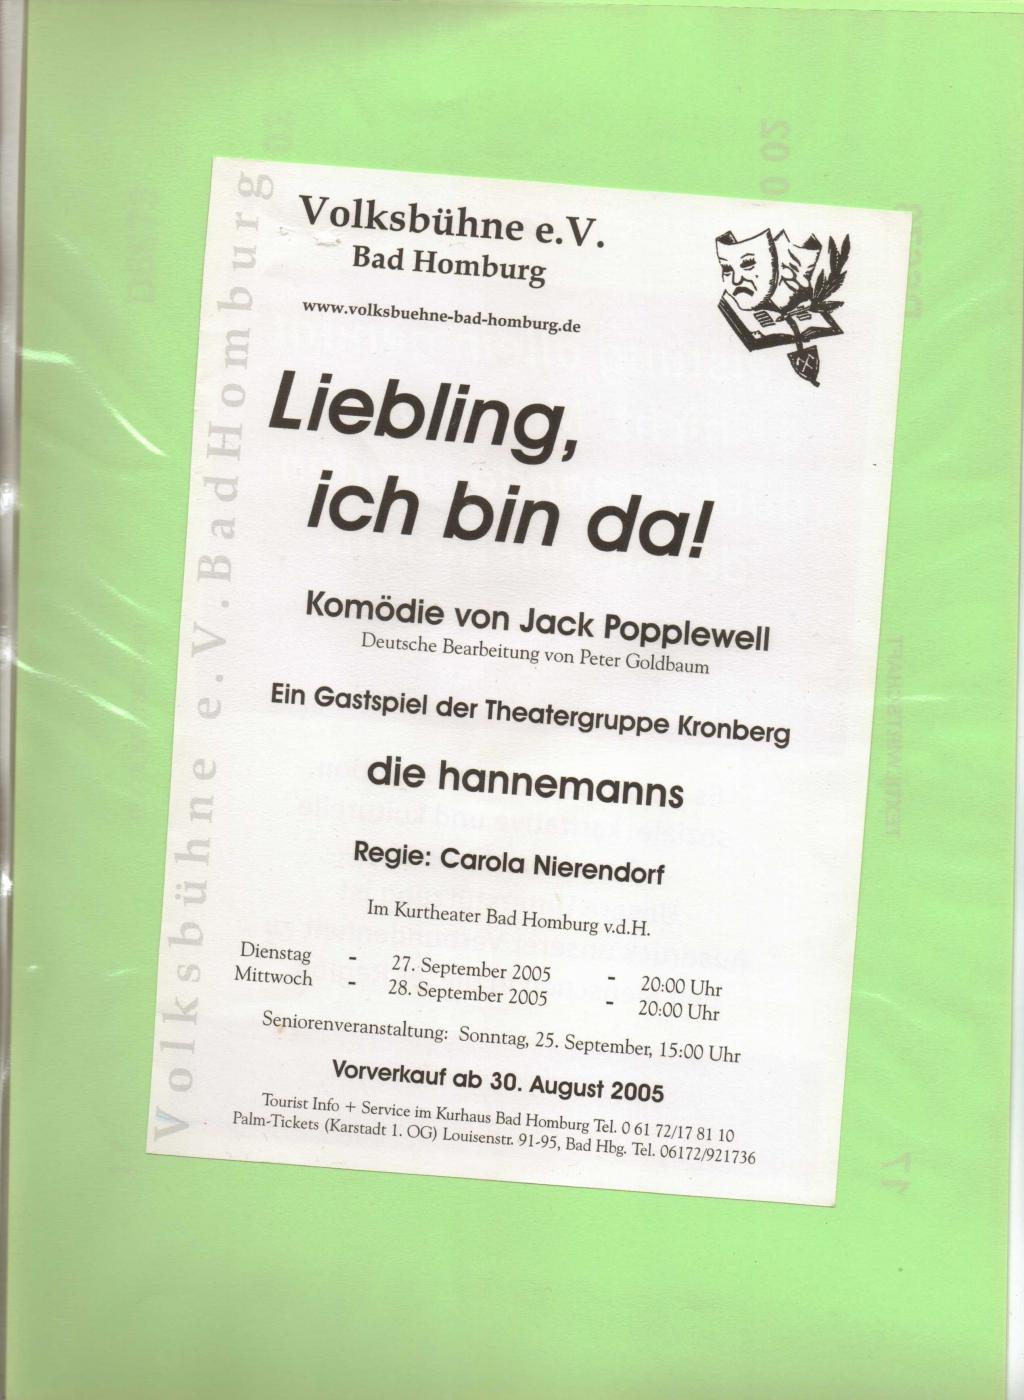 Volksbühne e.V.
Bad Homburg
www.volksbuehne-bad-homburg.de
Liebling,
ich bin da!
Komödie von Jack Popplewell
Deutsche Bearbeitung von Peter Goldbaum
Ein Gastspiel der Theatergruppe Kronberg
die hannemanns
Regie: Carola Nierendorf
Im Kurtheater Bad Homburg v.d.H.
Dienstag - 27. September 2005 - 20:00 Uhr
Mittwoch - 28. September 2005 - 20:00 Uhr
Seniorenveranstaltung: Sonntag, 25. September, 15:00 Uhr
Vorverkauf ab 30. August 2005
Tourist Info + Service im Kurhaus Bad Homburg Tel. 0 61 72/17 81 10
Palm-Tickets (Karstadt 1. OG) Louisenstr. 91-95, Bad Hbg. Tel. 06172/921736
Volksbühne e.V. Bad Homburg